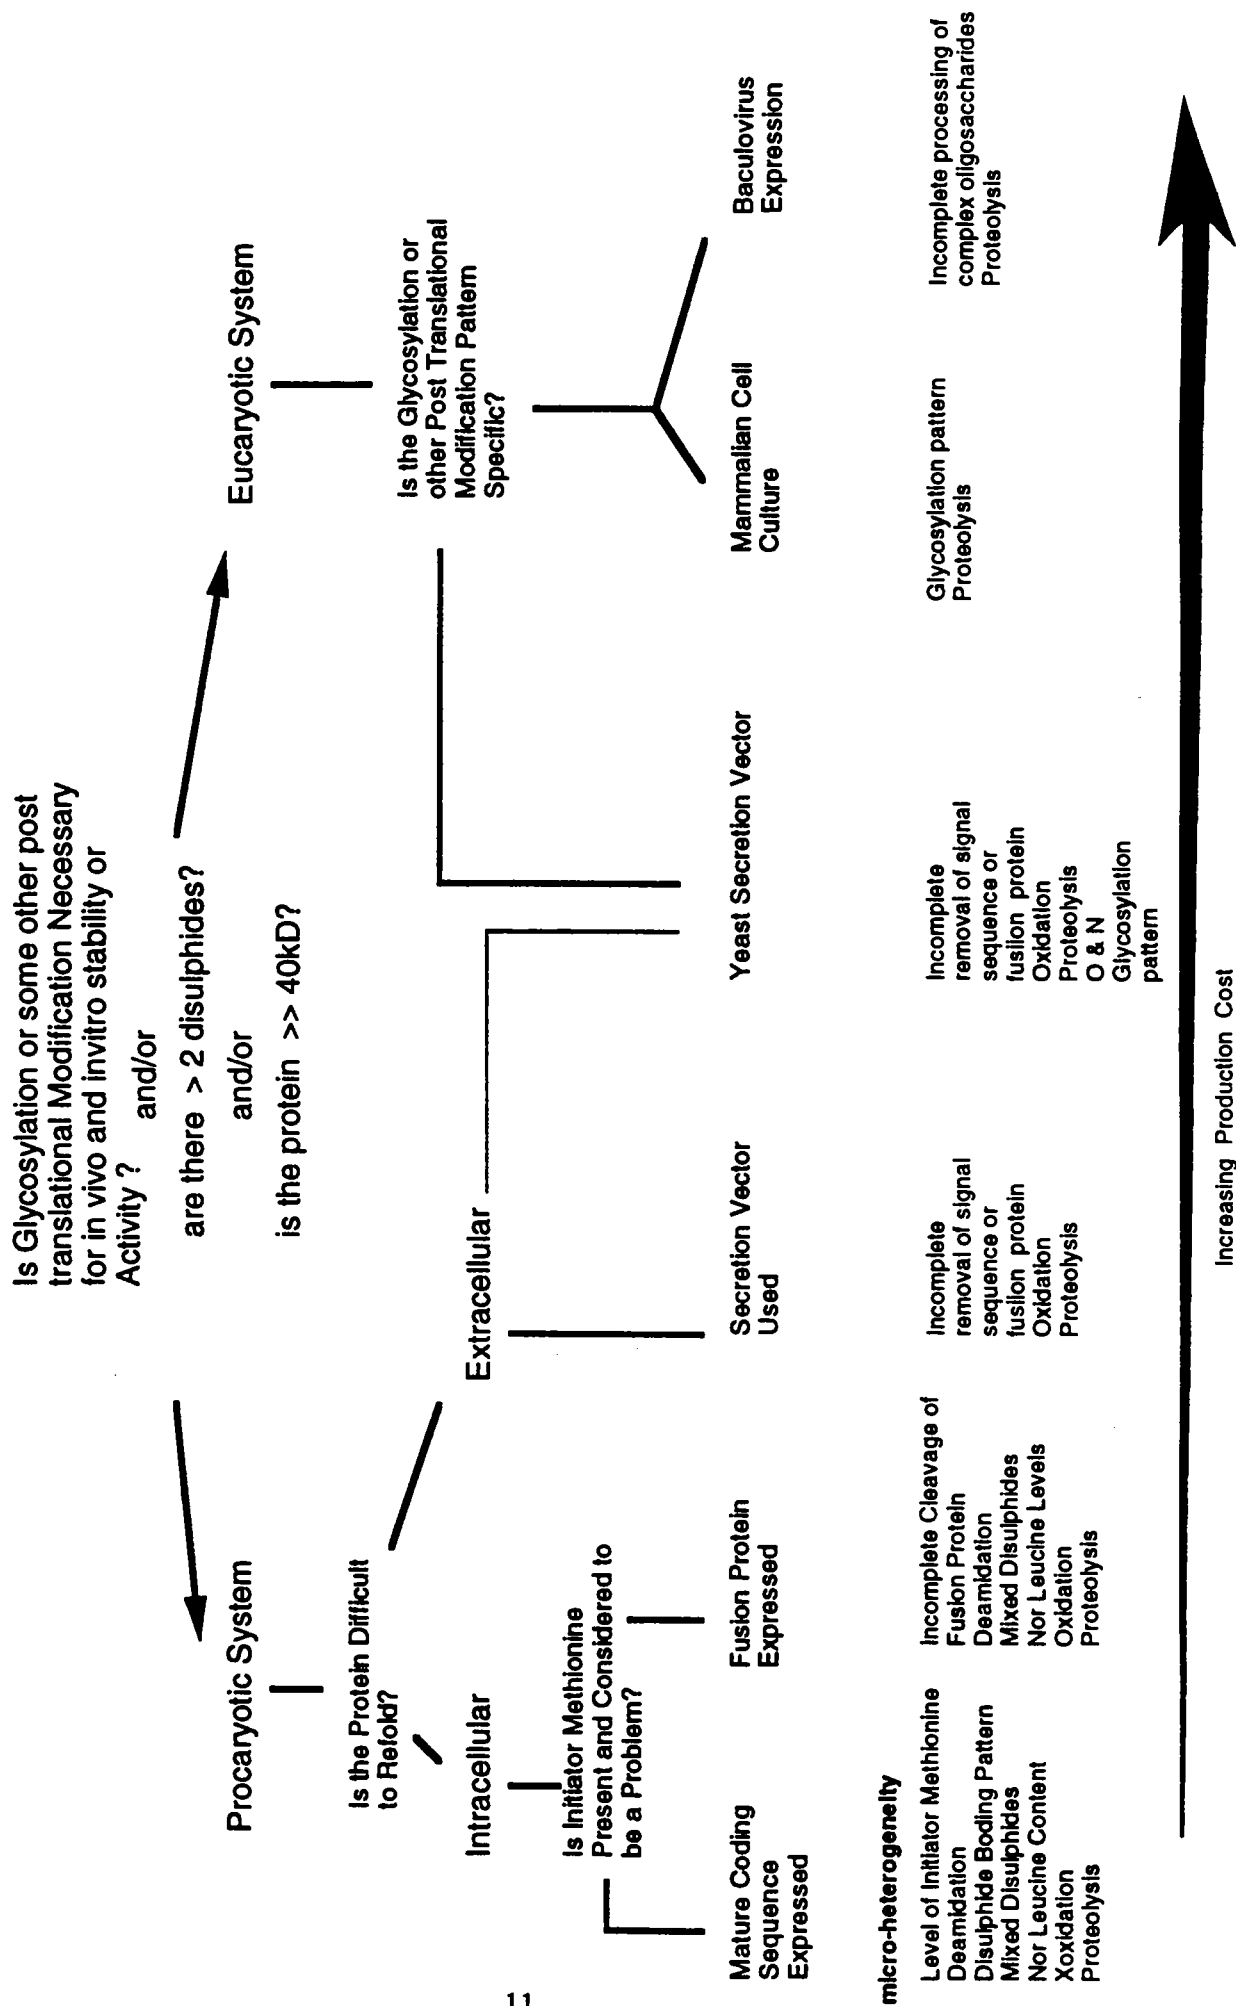 Is Glycosylation or some other post
translational Modification Necessary
for in vivo and invitro stability or
Activity ?
and/or
are there > 2 disulphides?
and/or
is the protein >> 40kD?
Procaryotic System
Eucaryotic System
Is the Protein Difficult
to Refold?
Is the Glycosylation or
other Post Translational
Modification Pattern
Specific?
Intracellular
Extracellular
Is Initiator Methionine
Present and Considered to
be a Problem?
Mature Coding
Sequence
Expressed
Fusion Protein
Expressed
Secretion Vector
Used
Yeast Secretion Vector
Mammalian Cell
Culture
Baculovirus
Expression
micro-heterogeneity
Level of Initiator Methionine
Deamidation
Disulphide Boding Pattern
Mixed Disulphides
Nor Leucine Content
Xoxidation
Proteolysis
Incomplete Cleavage of
Fusion Protein
Deamidation
Mixed Disulphides
Nor Leucine Levels
Oxidation
Proteolysis
Incomplete
removal of signal
sequence or
fusiion protein
Oxidation
Proteolysis
Incomplete
removal of signal
sequence or
fusiion protein
Oxidation
Proteolysis
O & N
Glycosylation
pattern
Glycosylation pattern
Proteolysis
Incomplete processing of
complex oligosaccharides
Proteolysis
Increasing Production Cost
11